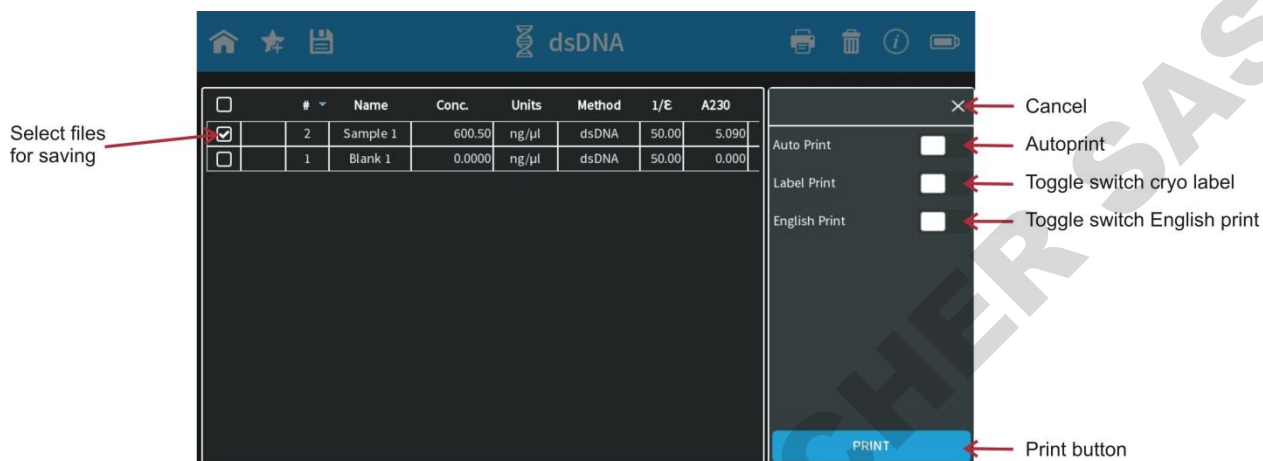 dsDNA
# Name Conc. Units Method 1/ε A230
2 Sample 1 600.50 ng/µl dsDNA 50.00 5.090
1 Blank 1 0.0000 ng/µl dsDNA 50.00 0.000
Select files
for saving
Cancel
Auto Print
Autoprint
Label Print
Toggle switch cryo label
English Print
Toggle switch English print
PRINT
Print button
CHER SAS